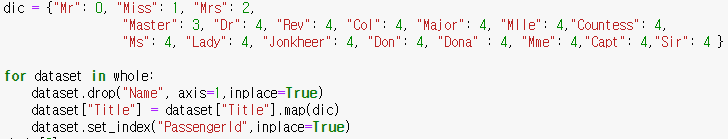 dic = {"Mr": 0, "Miss": 1, "Mrs": 2,
"Master": 3, "Dr": 4, "Rev": 4, "Col": 4, "Major": 4, "Mlle": 4,"Countess": 4,
"Ms": 4, "Lady": 4, "Jonkheer": 4, "Don": 4, "Dona" : 4, "Mme": 4,"Capt": 4,"Sir": 4 }
for dataset in whole:
dataset.drop("Name", axis=1,inplace=True)
dataset["Title"] = dataset["Title"].map(dic)
dataset.set_index("PassengerId",inplace=True)